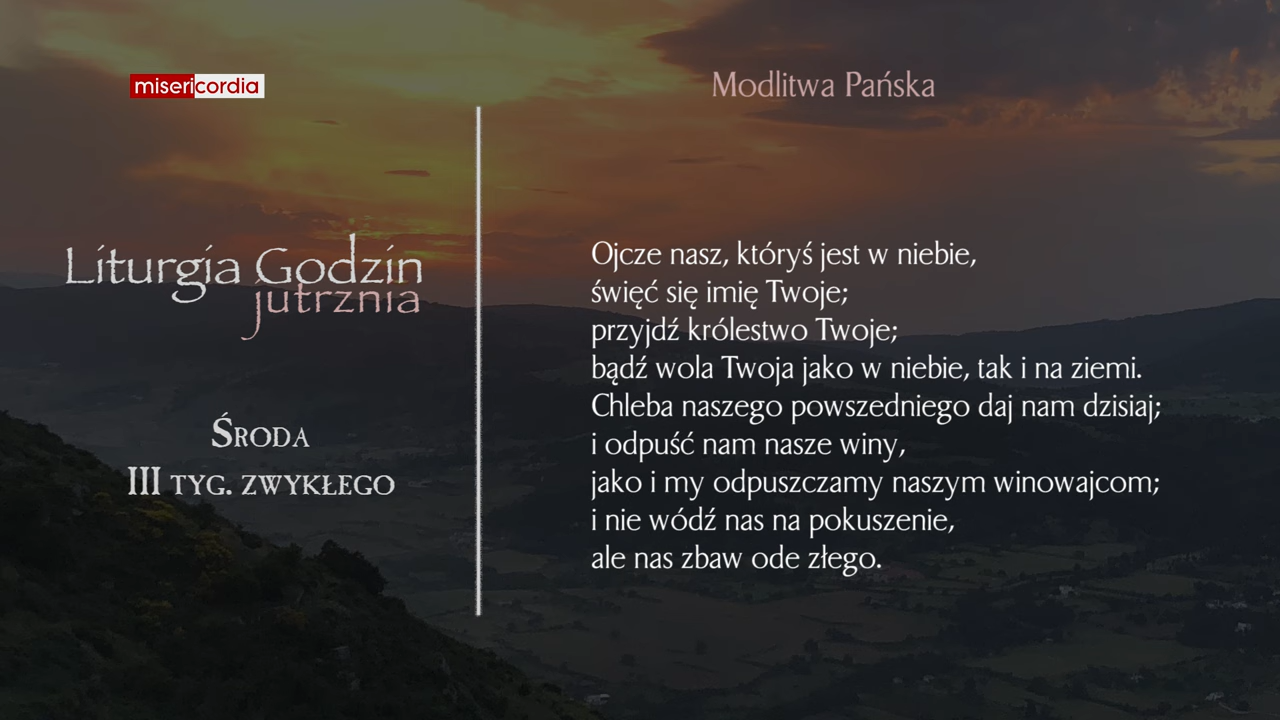 misericordia
Liturgia Godzin
jutrznia
Środa
III tyg. zwykłego
Modlitwa Pańska
Ojcze nasz, któryś jest w niebie,
święć się imię Twoje;
przyjdź królestwo Twoje;
bądź wola Twoja jako w niebie, tak i na ziemi.
Chleba naszego powszedniego daj nam dzisiaj;
i odpuść nam nasze winy,
jako i my odpuszczamy naszym winowajcom;
i nie wódź nas na pokuszenie,
ale nas zbaw ode złego.